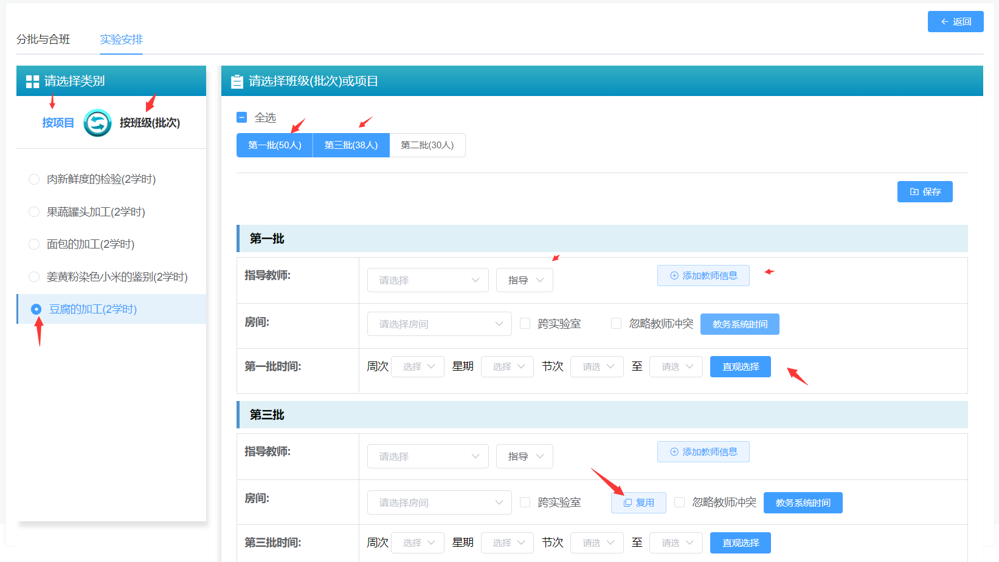 返回
分批与合班 实验安排
请选择类别
按项目 按班级(批次)
肉新鲜度的检验(2学时)
果蔬罐头加工(2学时)
面包的加工(2学时)
姜黄粉染色小米的鉴别(2学时)
豆腐的加工(2学时)
请选择班级(批次)或项目
全选
第一批(50人) 第三批(38人) 第二批(30人)
保存
第一批
指导教师: 请选择 指导 添加教师信息
房间: 请选择房间 跨实验室 忽略教师冲突 教务系统时间
第一批时间: 周次 选择 星期 选择 节次 请选 至 请选 直观选择
第三批
指导教师: 请选择 指导 添加教师信息
房间: 请选择房间 跨实验室 复用 忽略教师冲突 教务系统时间
第三批时间: 周次 选择 星期 选择 节次 请选 至 请选 直观选择